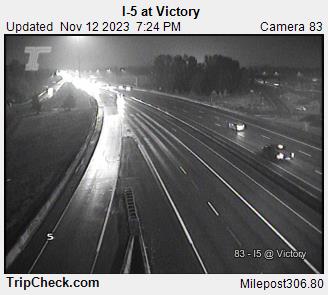 I-5 at Victory
Updated Nov 12 2023 7:24 PM Camera 83
T
S
83 - I5 @ Victory
TripCheck.com Milepost306.80